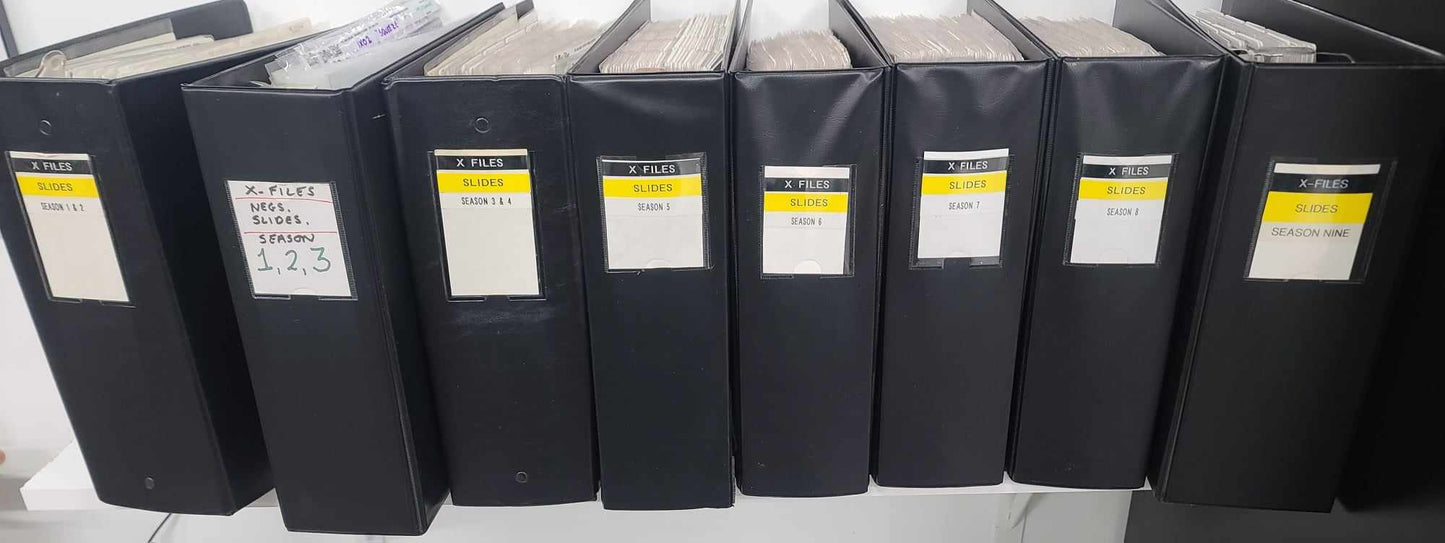 X FILES
SLIDES
SEASON 1 & 2
X-FILES
NEGS.
SLIDES.
SEASON
1, 2, 3
X FILES
SLIDES
SEASON 3 & 4
X FILES
SLIDES
SEASON 5
X FILES
SLIDES
SEASON 6
X FILES
SLIDES
SEASON 7
X FILES
SLIDES
SEASON 8
X-FILES
SLIDES
SEASON NINE